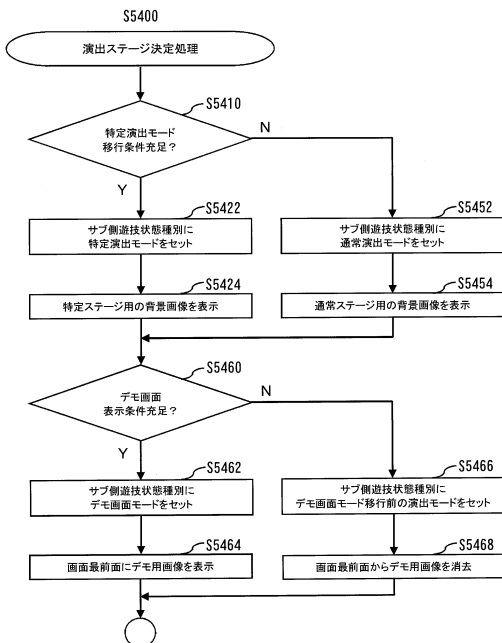 S5400
演出ステージ決定処理
S5410
特定演出モード
移行条件充足？
N
Y
S5422
サブ側遊技状態種別に
特定演出モードをセット
S5452
サブ側遊技状態種別に
通常演出モードをセット
S5424
特定ステージ用の背景画像を表示
S5454
通常ステージ用の背景画像を表示
S5460
デモ画面
表示条件充足？
N
Y
S5462
サブ側遊技状態種別に
デモ画面モードをセット
S5466
サブ側遊技状態種別に
デモ画面モード移行前の演出モードをセット
S5464
画面最前面にデモ用画像を表示
S5468
画面最前面からデモ用画像を消去